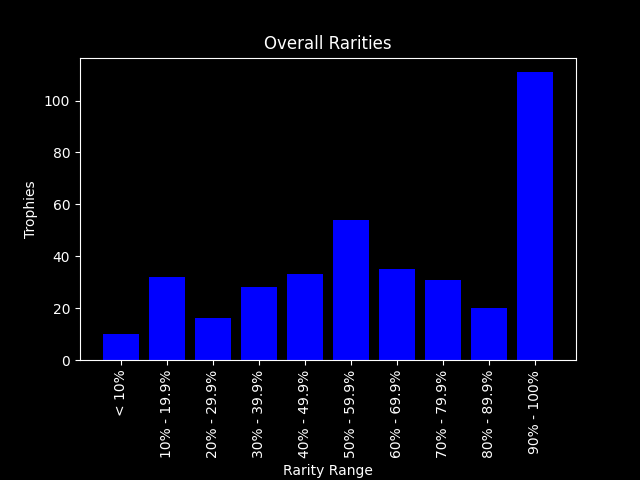 Overall Rarities
Trophies
100
80
60
40
20
0
< 10%
10% - 19.9%
20% - 29.9%
30% - 39.9%
40% - 49.9%
50% - 59.9%
60% - 69.9%
70% - 79.9%
80% - 89.9%
90% - 100%
Rarity Range